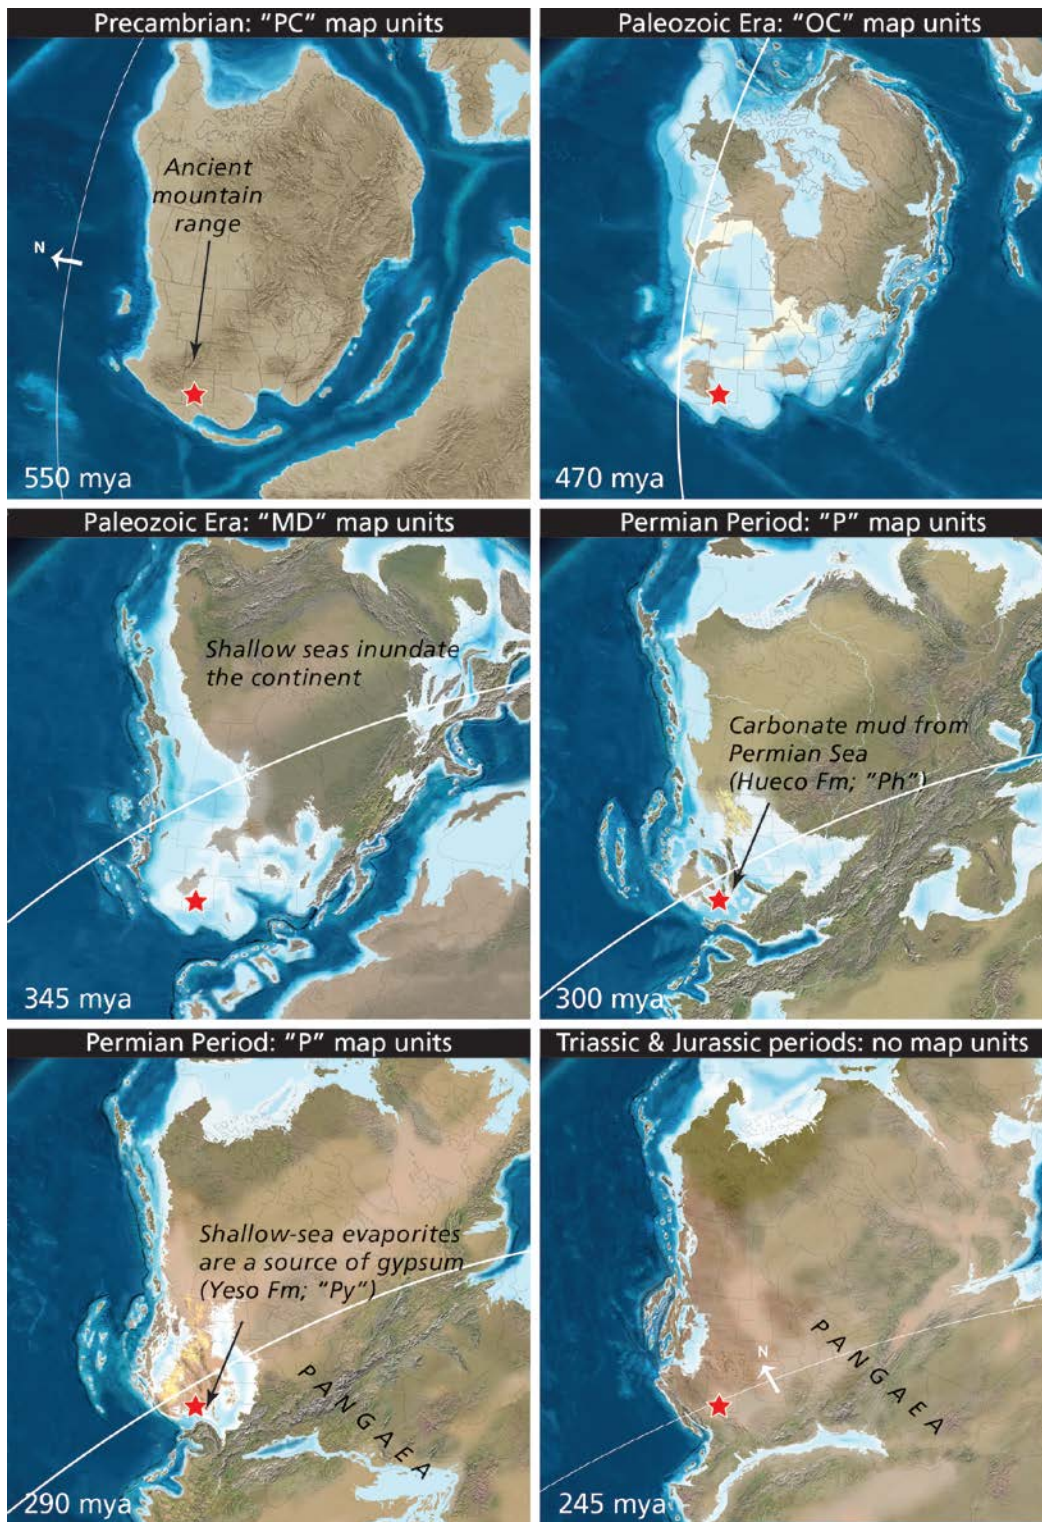 Precambrian: "PC" map units
Ancient
mountain
range
N
550 mya
Paleozoic Era: "OC" map units
470 mya
Paleozoic Era: "MD" map units
Shallow seas inundate
the continent
345 mya
Permian Period: "P" map units
Carbonate mud from
Permian Sea
(Hueco Fm; "Ph")
300 mya
Permian Period: "P" map units
Shallow-sea evaporites
are a source of gypsum
(Yeso Fm; "Py")
PANGAEA
290 mya
Triassic & Jurassic periods: no map units
PANGAEA
N
245 mya